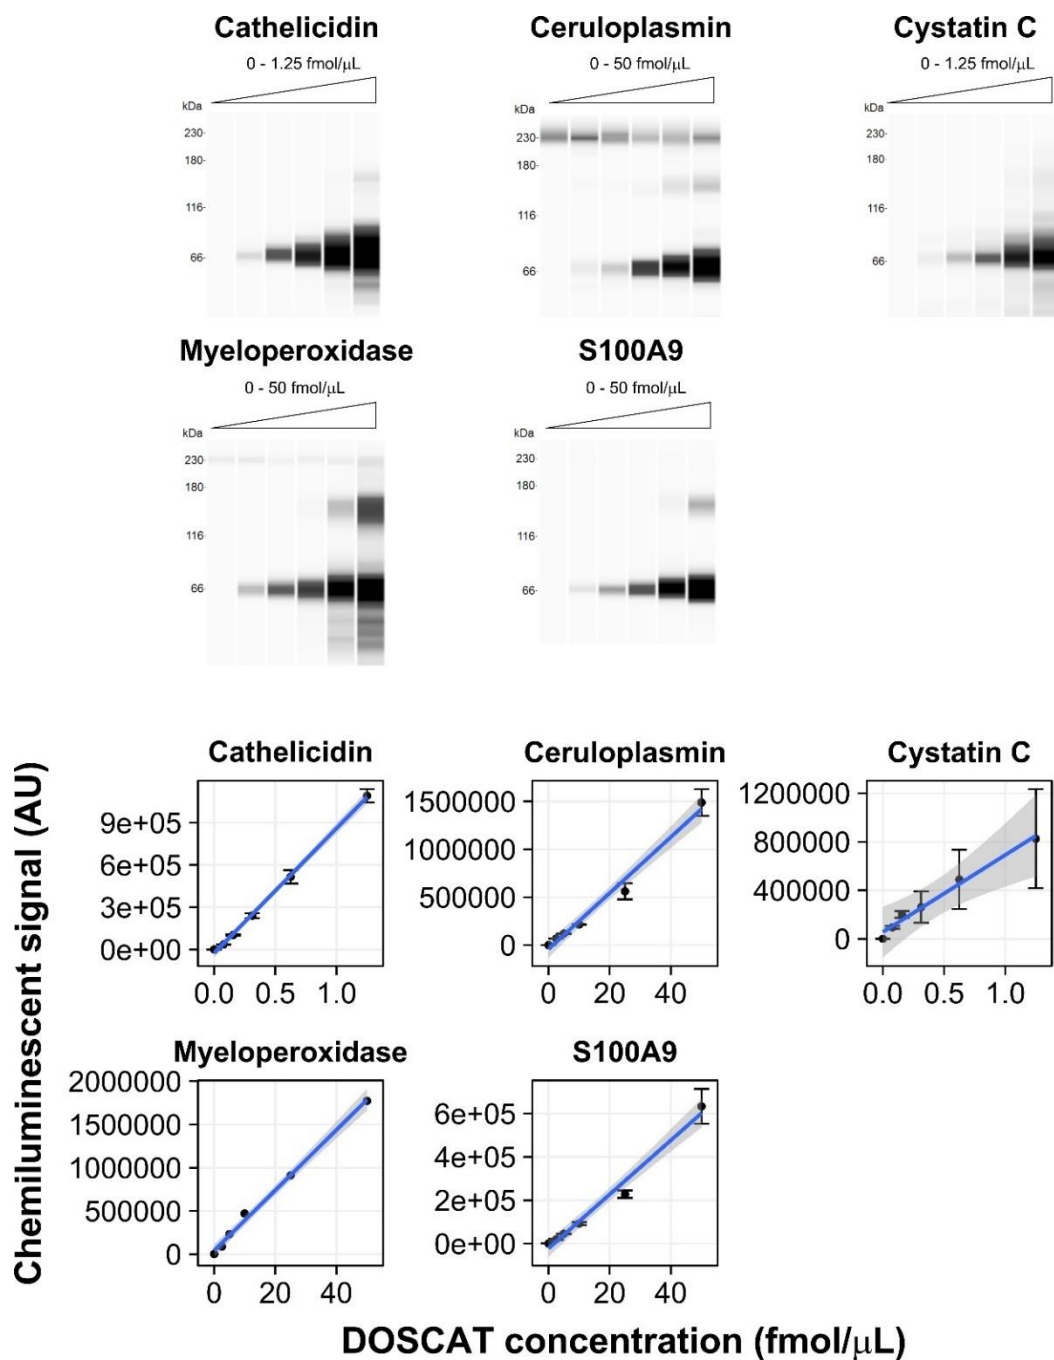 Cathelicidin Ceruloplasmin Cystatin C
0 - 1.25 fmol/μL 0 - 50 fmol/μL 0 - 1.25 fmol/μL
kDa kDa kDa
230- 230- 230-
180- 180- 180-
116- 116- 116-
66- 66- 66-
Myeloperoxidase S100A9
0 - 50 fmol/μL 0 - 50 fmol/μL
kDa kDa
230- 230-
180- 180-
116- 116-
66- 66-
Chemiluminescent signal (AU)
Cathelicidin Ceruloplasmin Cystatin C
9e+05 1500000 1200000
6e+05 1000000 800000
3e+05 500000 400000
0e+00 0 0
0.0 0.5 1.0 0 20 40 0.0 0.5 1.0
Myeloperoxidase S100A9
2000000
1500000 6e+05
1000000 4e+05
500000 2e+05
0 0e+00
0 20 40 0 20 40
DOSCAT concentration (fmol/μL)